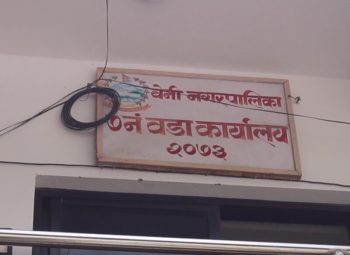 बेनी नगरपालिका
७नं वडा कार्यालय
२०७३